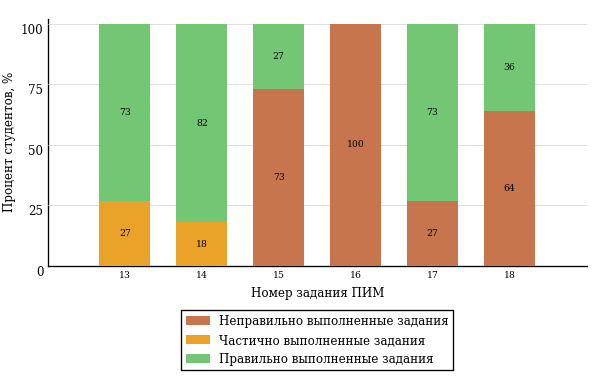 Процент студентов, %
100
75
50
25
0
73
82
27
73
36
27
18
73
100
27
64
13 14 15 16 17 18
Номер задания ПИМ
Неправильно выполненные задания
Частично выполненные задания
Правильно выполненные задания